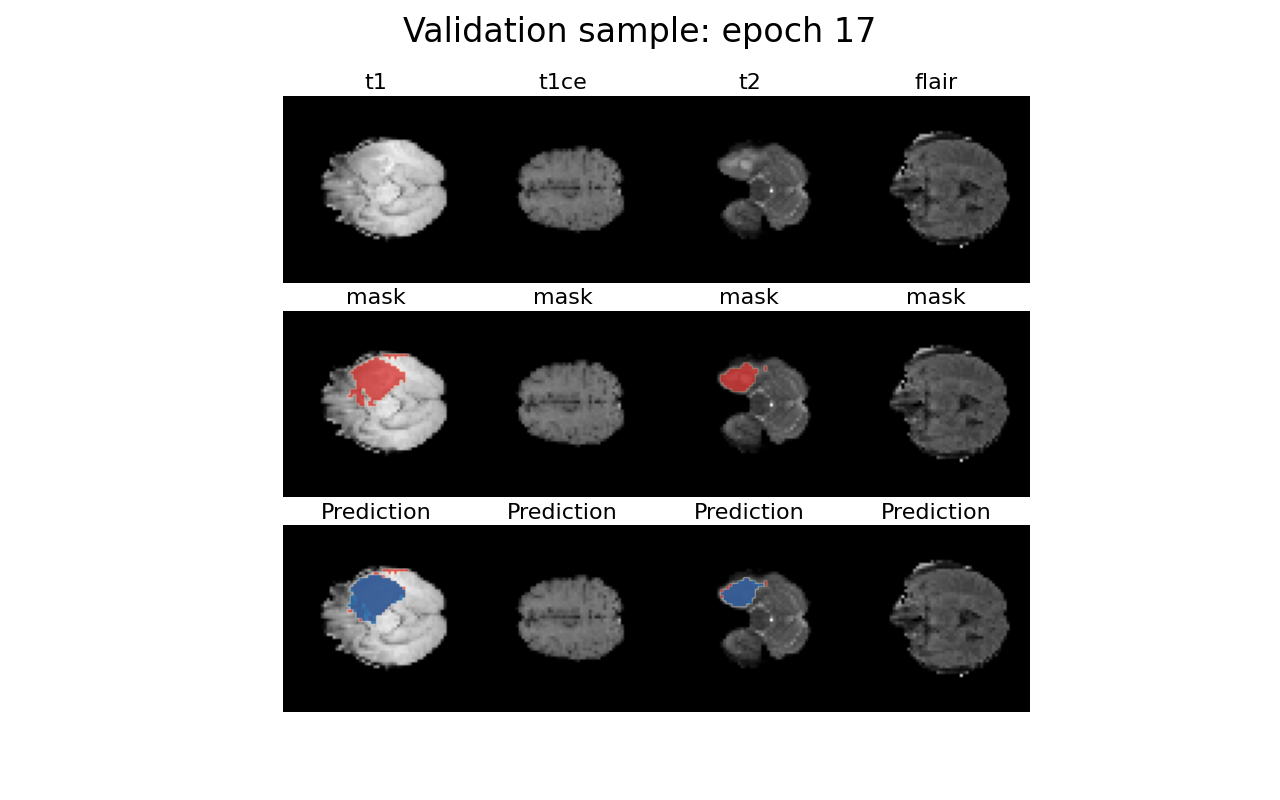 Validation sample: epoch 17
t1 t1ce t2 flair
mask mask mask mask
Prediction Prediction Prediction Prediction